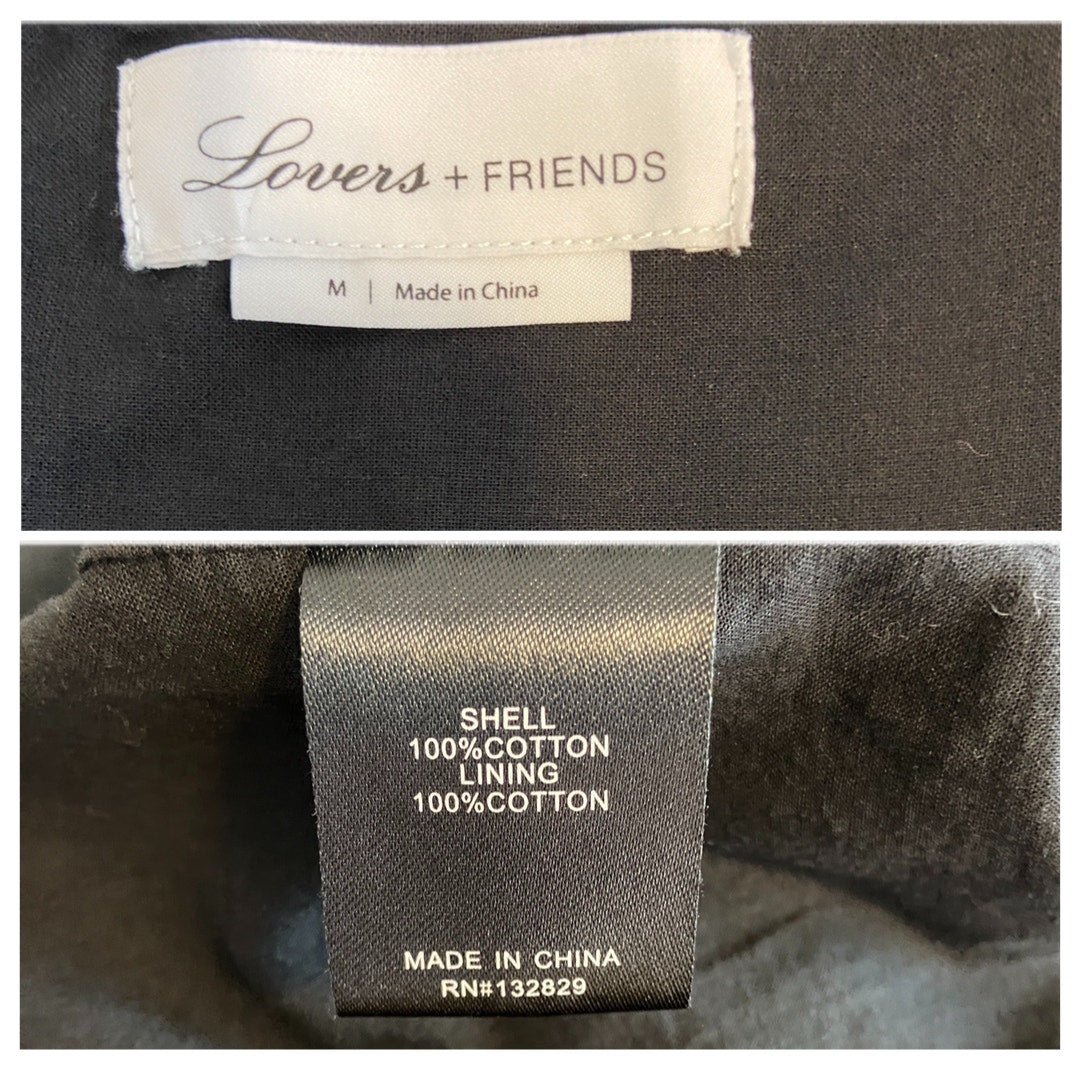 Lovers + FRIENDS
M | Made in China
SHELL
100%COTTON
LINING
100%COTTON
MADE IN CHINA
RN#132829